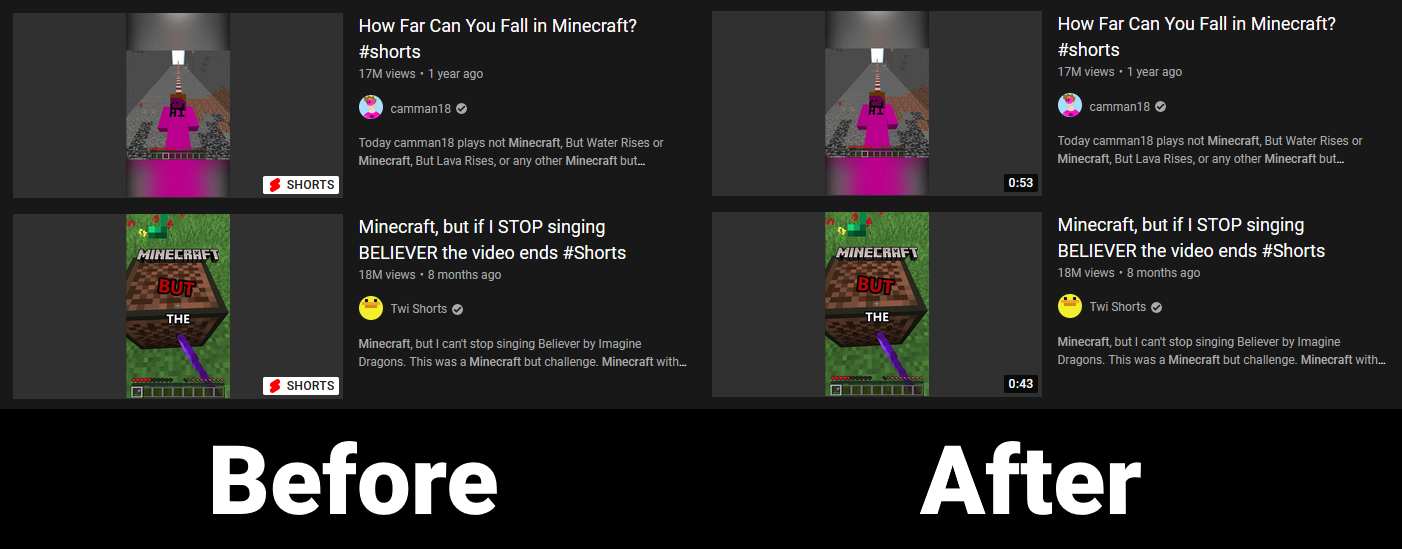 How Far Can You Fall in Minecraft?
#shorts
17M views • 1 year ago
camman18
Today camman18 plays not Minecraft, But Water Rises or
Minecraft, But Lava Rises, or any other Minecraft but...
SHORTS
MINECRAFT
BUT
THE
Minecraft, but if I STOP singing
BELIEVER the video ends #Shorts
18M views • 8 months ago
Twi Shorts
Minecraft, but I can't stop singing Believer by Imagine
Dragons. This was a Minecraft but challenge. Minecraft with...
SHORTS
How Far Can You Fall in Minecraft?
#shorts
17M views • 1 year ago
camman18
Today camman18 plays not Minecraft, But Water Rises or
Minecraft, But Lava Rises, or any other Minecraft but...
0:53
MINECRAFT
BUT
THE
Minecraft, but if I STOP singing
BELIEVER the video ends #Shorts
18M views • 8 months ago
Twi Shorts
Minecraft, but I can't stop singing Believer by Imagine
Dragons. This was a Minecraft but challenge. Minecraft with...
0:43
Before
After